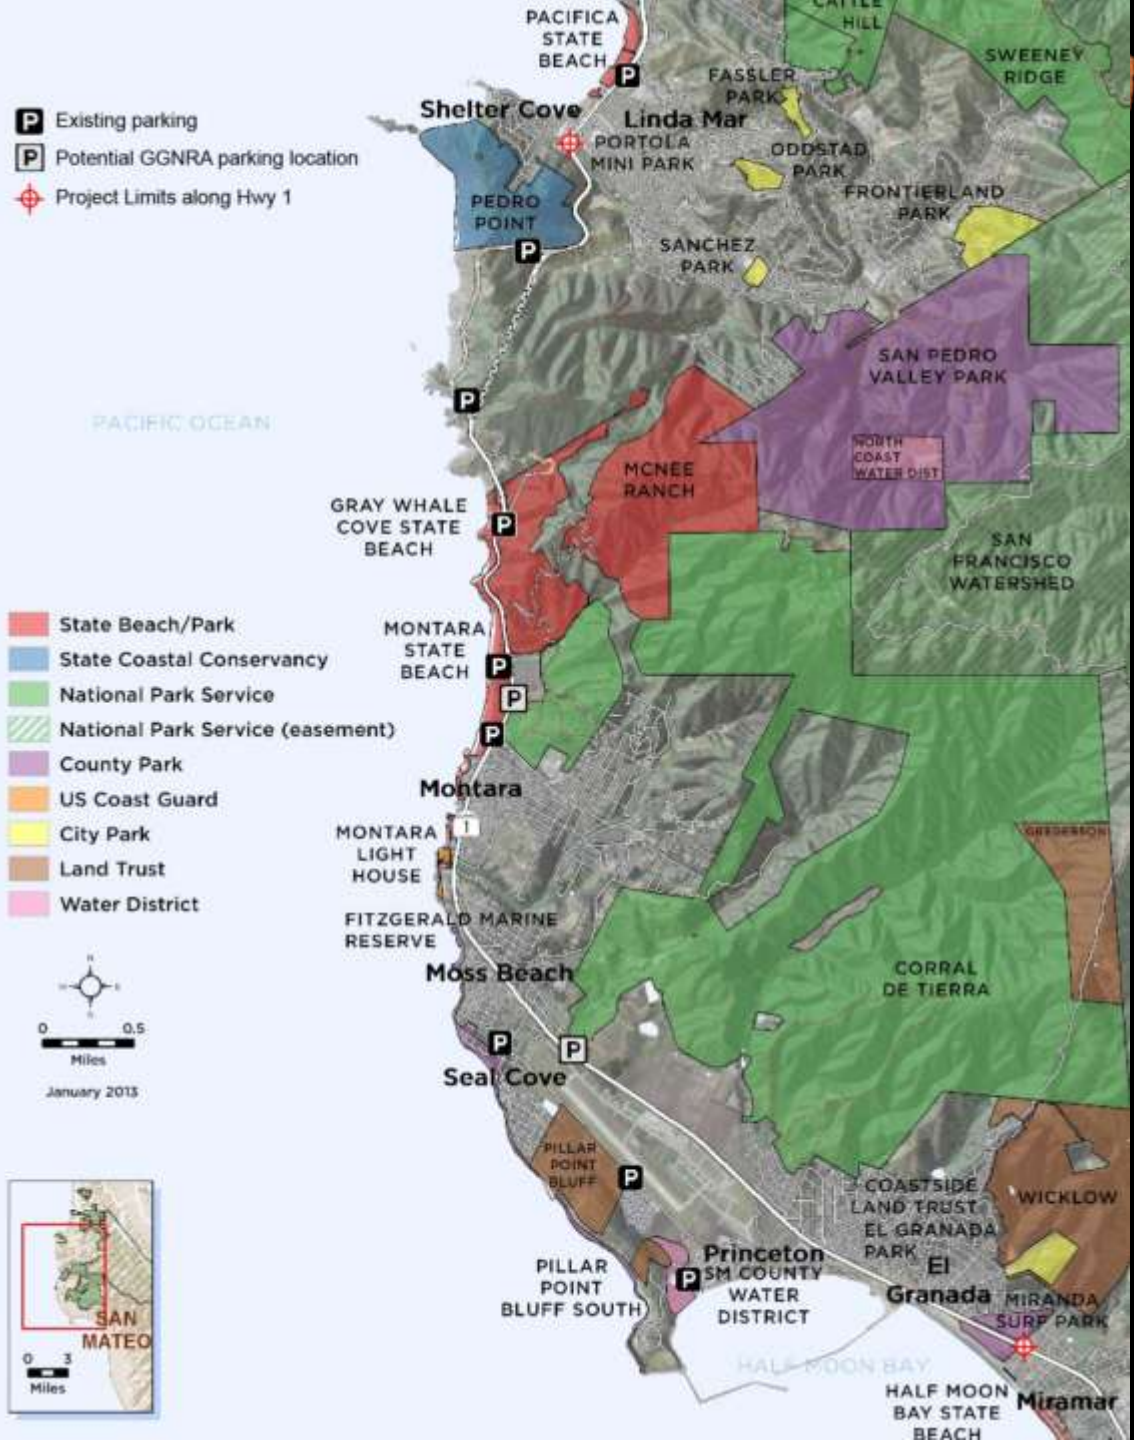 PACIFICA
STATE
BEACH
CATTLE
HILL
SWEENEY
RIDGE
FASSLER
PARK
Shelter Cove
Linda Mar
PORTOLA
MINI PARK
ODDSTAD
PARK
FRONTIERLAND
PARK
PEDRO
POINT
SANCHEZ
PARK
P Existing parking
P Potential GGNRA parking location
Project Limits along Hwy 1
P
P
P
SAN PEDRO
VALLEY PARK
PACIFIC OCEAN
NORTH
COAST
WATER DIST
MCNEE
RANCH
GRAY WHALE
COVE STATE
BEACH
P
SAN
FRANCISCO
WATERSHED
State Beach/Park
State Coastal Conservancy
National Park Service
National Park Service (easement)
County Park
US Coast Guard
City Park
Land Trust
Water District
MONTARA
STATE
BEACH
P
P
P
Montara
1
MONTARA
LIGHT
HOUSE
GREGERSON
FITZGERALD MARINE
RESERVE
Moss Beach
CORRAL
DE TIERRA
N
E
S
0 0.5
Miles
January 2013
P
P
Seal Cove
PILLAR
POINT
BLUFF
P
COASTSIDE
LAND TRUST
EL GRANADA
PARK
WICKLOW
PILLAR
POINT
BLUFF SOUTH
P
Princeton
SM COUNTY
WATER
DISTRICT
El
Granada
MIRANDA
SURF PARK
HALF MOON BAY
HALF MOON
BAY STATE
BEACH
Miramar
SAN
MATEO
0 3
Miles